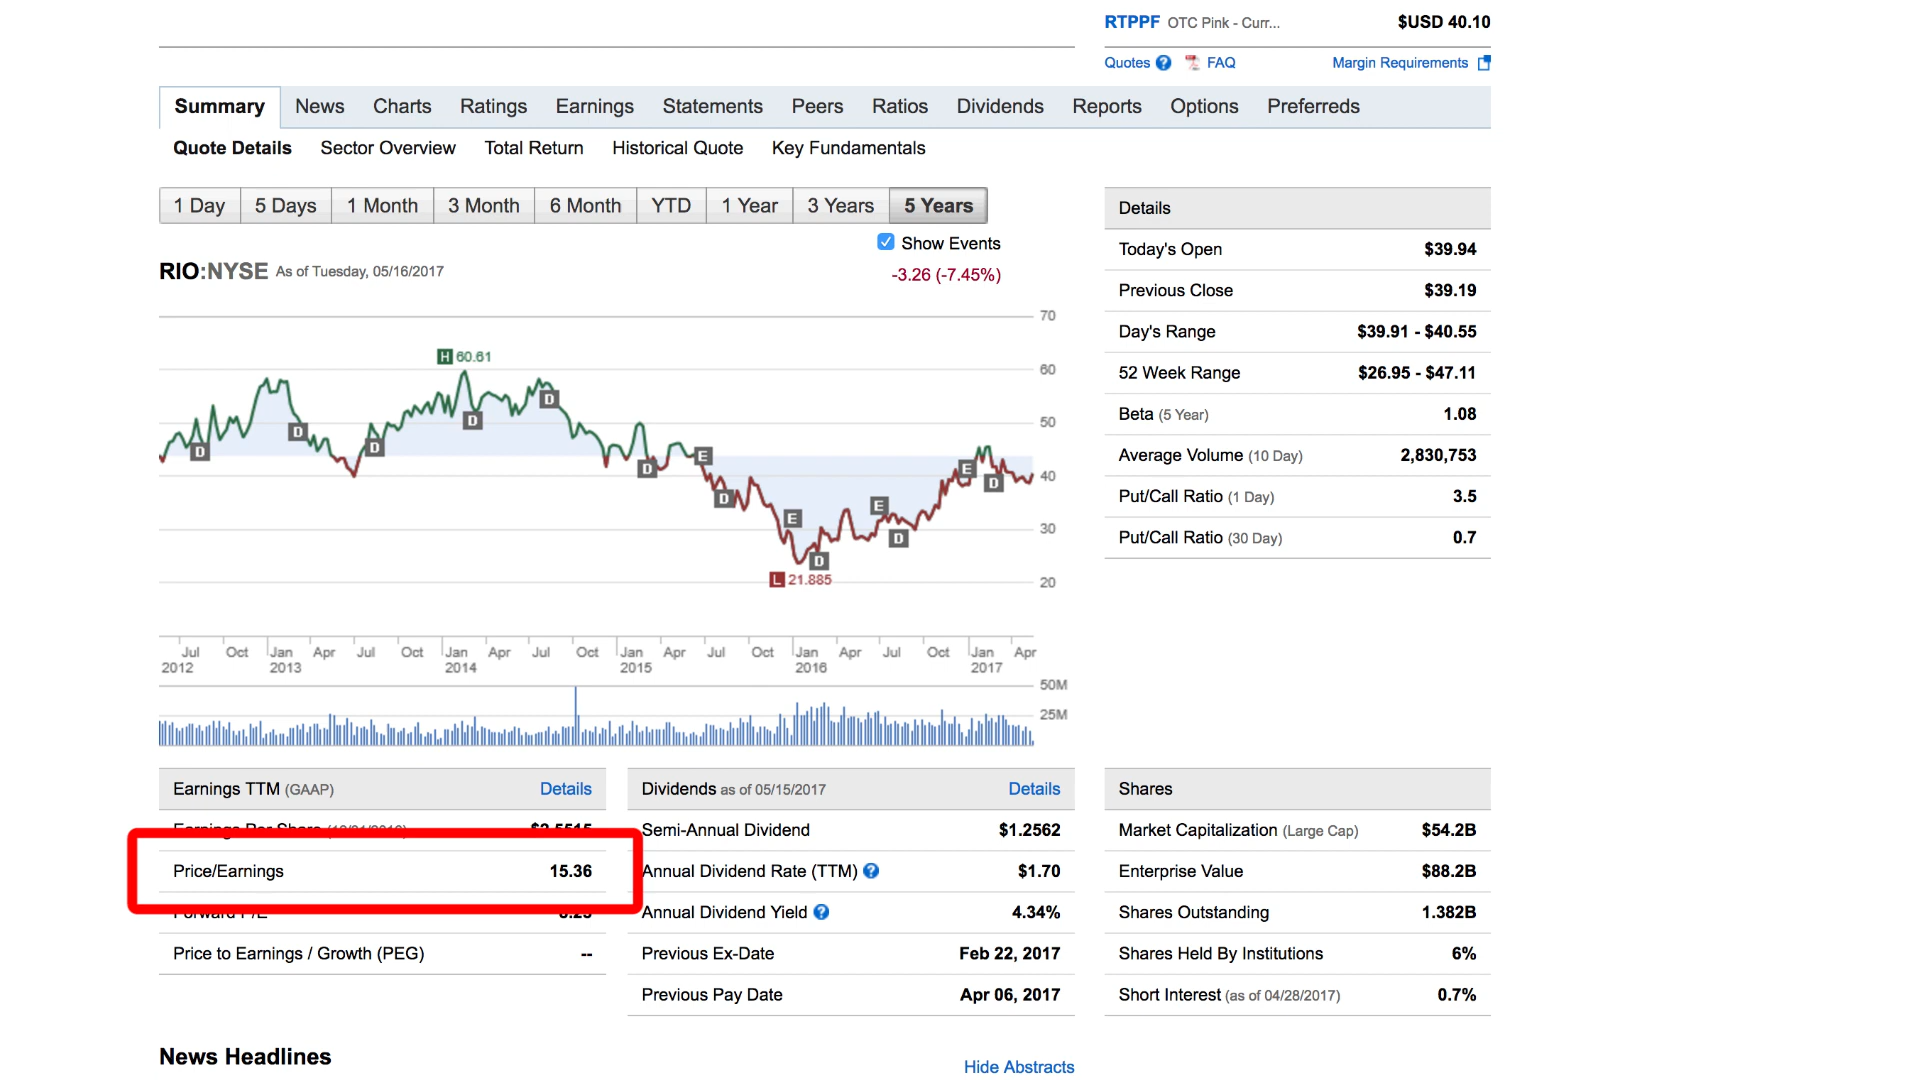 RTPPF OTC Pink - Curr... $USD 40.10
Quotes ? FAQ Margin Requirements
Summary News Charts Ratings Earnings Statements Peers Ratios Dividends Reports Options Preferreds
Quote Details Sector Overview Total Return Historical Quote Key Fundamentals
1 Day 5 Days 1 Month 3 Month 6 Month YTD 1 Year 3 Years 5 Years
Show Events
RIO:NYSE As of Tuesday, 05/16/2017
-3.26 (-7.45%)
70
H 60.61
60
D D D D D
50
E D D E E D E D D
40
30
L 21.885
20
Jul Oct Jan Apr Jul Oct Jan Apr Jul Oct Jan Apr Jul Oct Jan Apr Jul Oct Jan Apr
2012 2013 2014 2015 2016 2017
50M
25M
Details
Today's Open $39.94
Previous Close $39.19
Day's Range $39.91 - $40.55
52 Week Range $26.95 - $47.11
Beta (5 Year) 1.08
Average Volume (10 Day) 2,830,753
Put/Call Ratio (1 Day) 3.5
Put/Call Ratio (30 Day) 0.7
Earnings TTM (GAAP) Details
Earnings Per Share
Price/Earnings 15.36
Forward P/E
Price to Earnings / Growth (PEG) --
Dividends as of 05/15/2017 Details
Semi-Annual Dividend $1.2562
Annual Dividend Rate (TTM) ? $1.70
Annual Dividend Yield ? 4.34%
Previous Ex-Date Feb 22, 2017
Previous Pay Date Apr 06, 2017
Shares
Market Capitalization (Large Cap) $54.2B
Enterprise Value $88.2B
Shares Outstanding 1.382B
Shares Held By Institutions 6%
Short Interest (as of 04/28/2017) 0.7%
News Headlines
Hide Abstracts